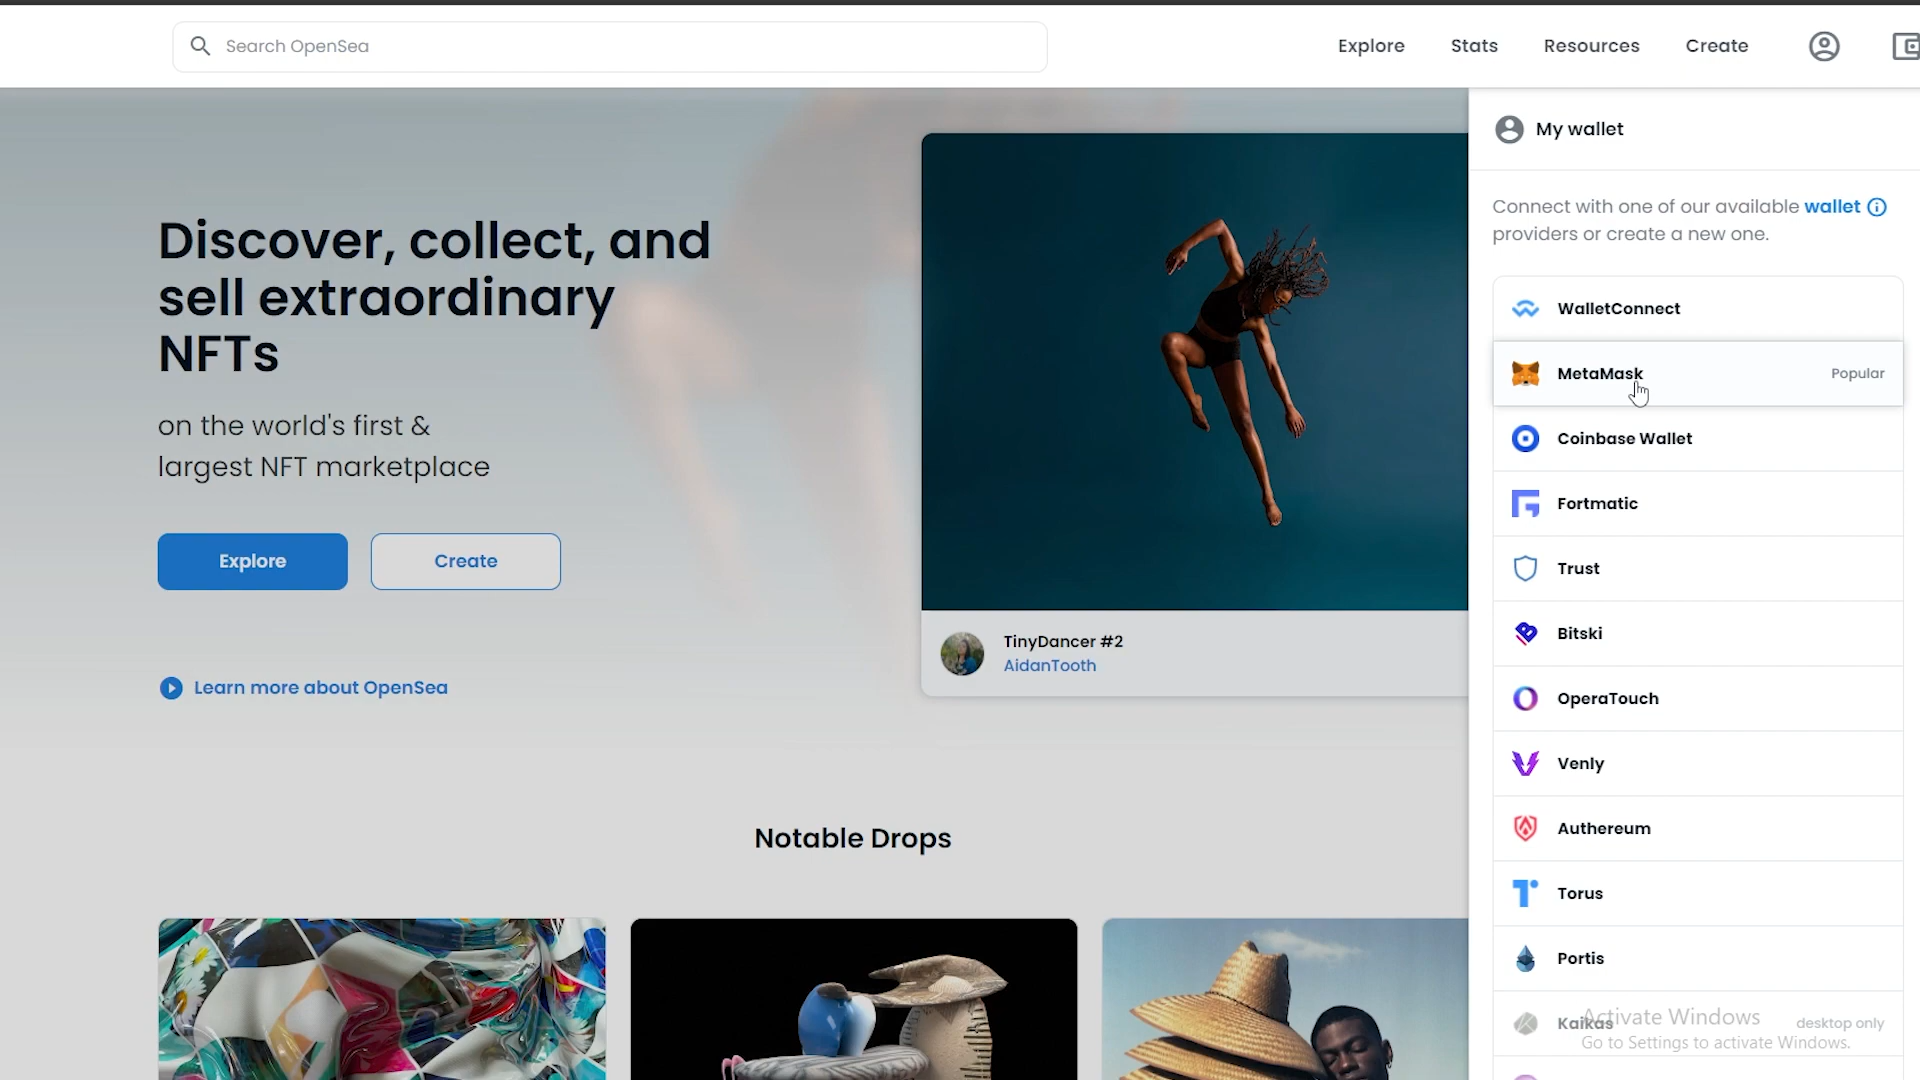 Search OpenSea
Explore
Stats
Resources
Create
My wallet
Connect with one of our available wallet
providers or create a new one.
WalletConnect
MetaMask
Popular
Coinbase Wallet
Fortmatic
Trust
Bitski
OperaTouch
Venly
Authereum
Torus
Portis
Kaikas
desktop only
Activate Windows
Go to Settings to activate Windows.
Discover, collect, and
sell extraordinary
NFTs
on the world's first &
largest NFT marketplace
Explore
Create
Learn more about OpenSea
TinyDancer #2
AidanTooth
Notable Drops